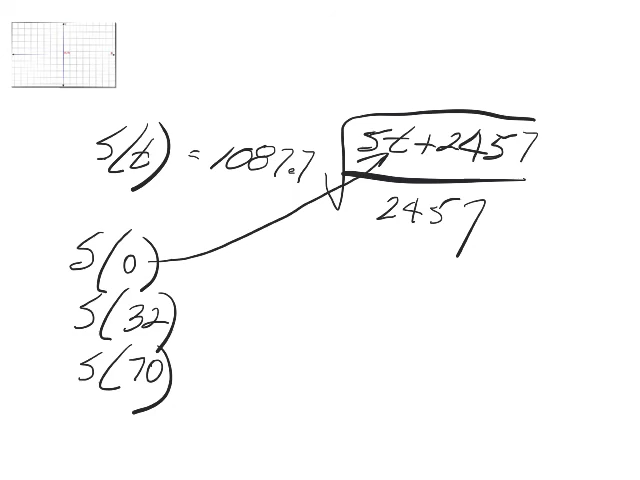 S(t) = 1087.7 √ 5t+2457
2457
S(0)
S(32)
S(70)